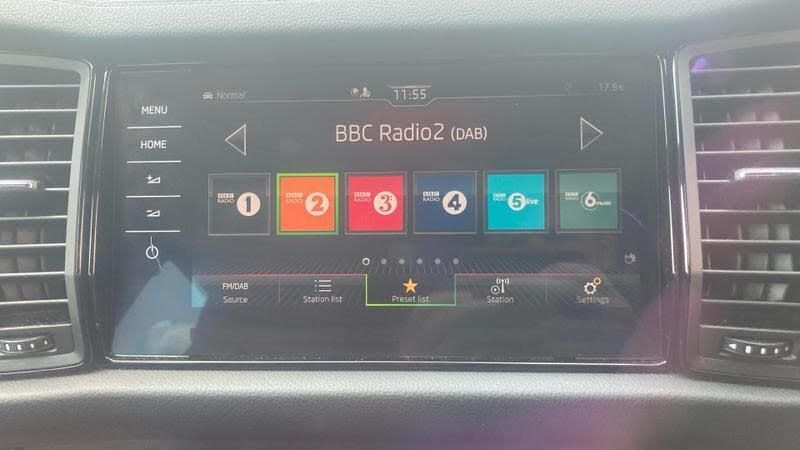 Normal 11:55 17.5°C
MENU
HOME
BBC Radio2 (DAB)
BBC RADIO 1
BBC RADIO 2
BBC RADIO 3
BBC RADIO 4
BBC RADIO 5 live
BBC RADIO 6 music
FM/DAB
Source
Station list
Preset list
Station
Settings